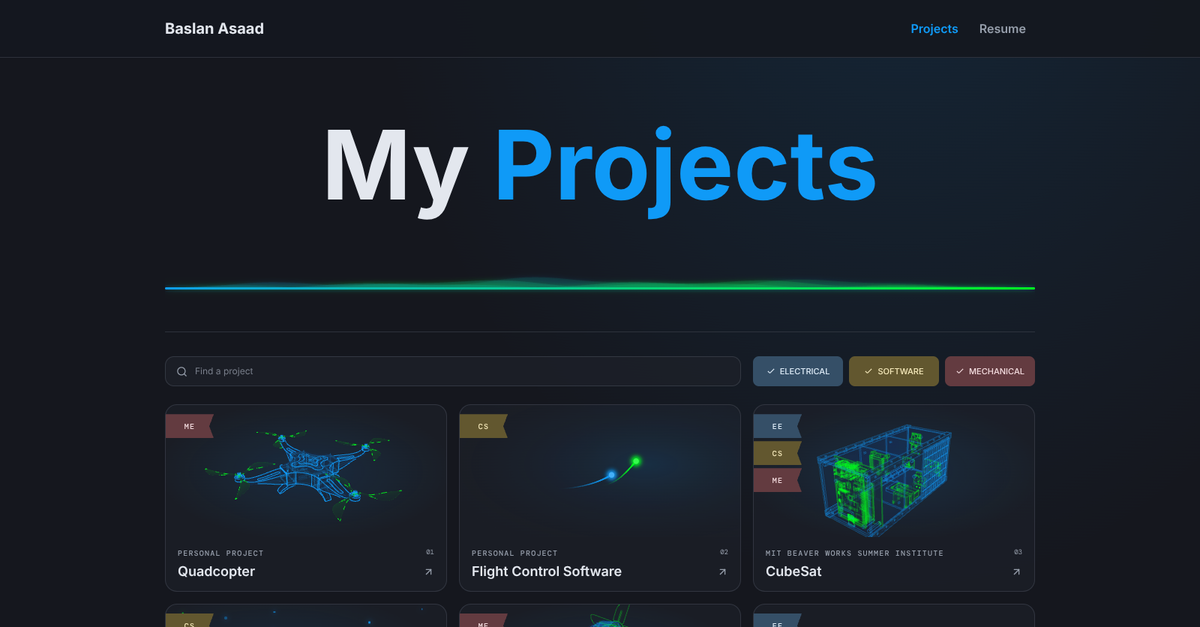 Baslan Asaad
Projects
Resume
My Projects
Find a project
ELECTRICAL
SOFTWARE
MECHANICAL
ME
CS
EE
CS
ME
PERSONAL PROJECT
01
Quadcopter
PERSONAL PROJECT
02
Flight Control Software
MIT BEAVER WORKS SUMMER INSTITUTE
03
CubeSat
CS
ME
EE